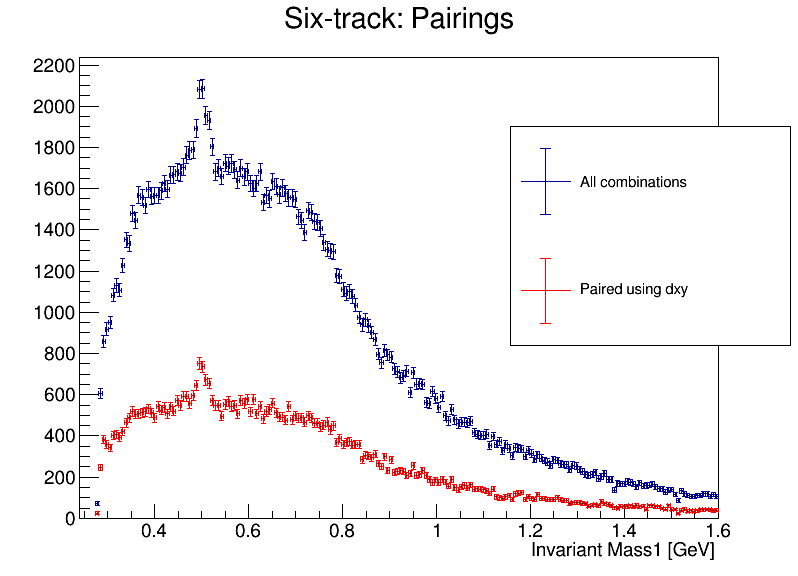 Six-track: Pairings
2200
2000
1800
1600
1400
1200
1000
800
600
400
200
0
0.4 0.6 0.8 1 1.2 1.4 1.6
Invariant Mass1 [GeV]
All combinations
Paired using dxy